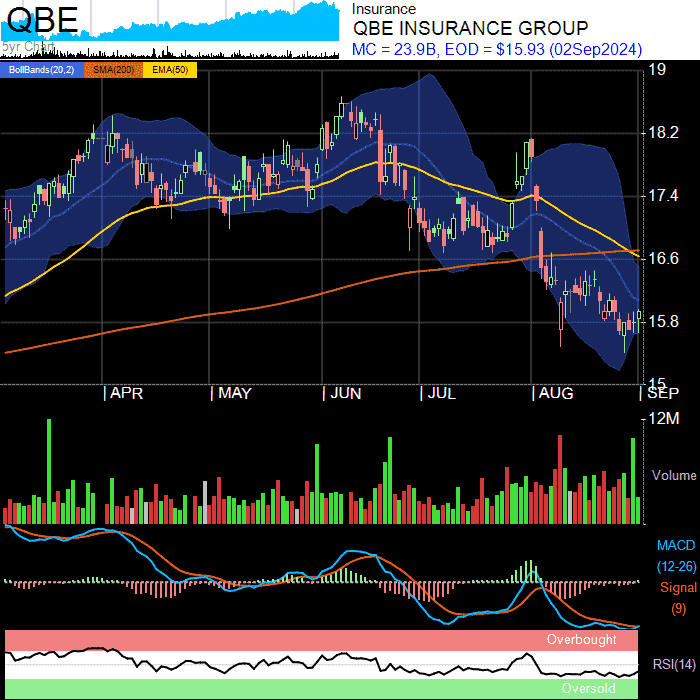 QBE
5yr Chart
Insurance
QBE INSURANCE GROUP
MC = 23.9B, EOD = $15.93 (02Sep2024)
BollBands(20,2) SMA(200) EMA(50)
19
18.2
17.4
16.6
15.8
15
APR MAY JUN JUL AUG SEP
12M
Volume
MACD
(12-26)
Signal
(9)
Overbought
RSI(14)
Oversold